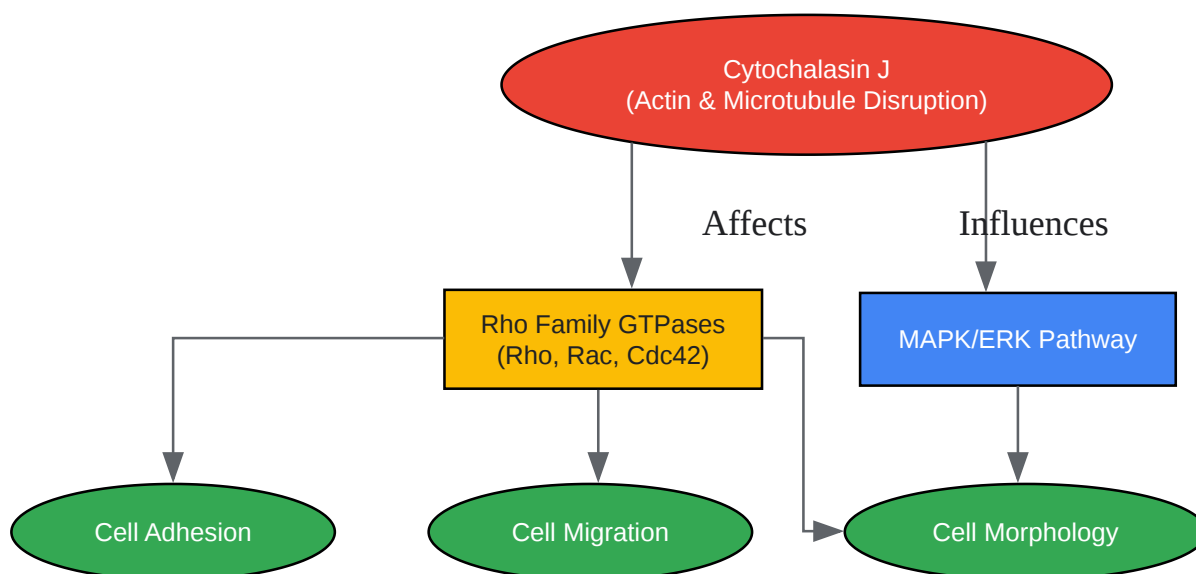 Cytochalasin J
(Actin & Microtubule Disruption)
Affects
Influences
Rho Family GTPases
(Rho, Rac, Cdc42)
MAPK/ERK Pathway
Cell Adhesion
Cell Migration
Cell Morphology